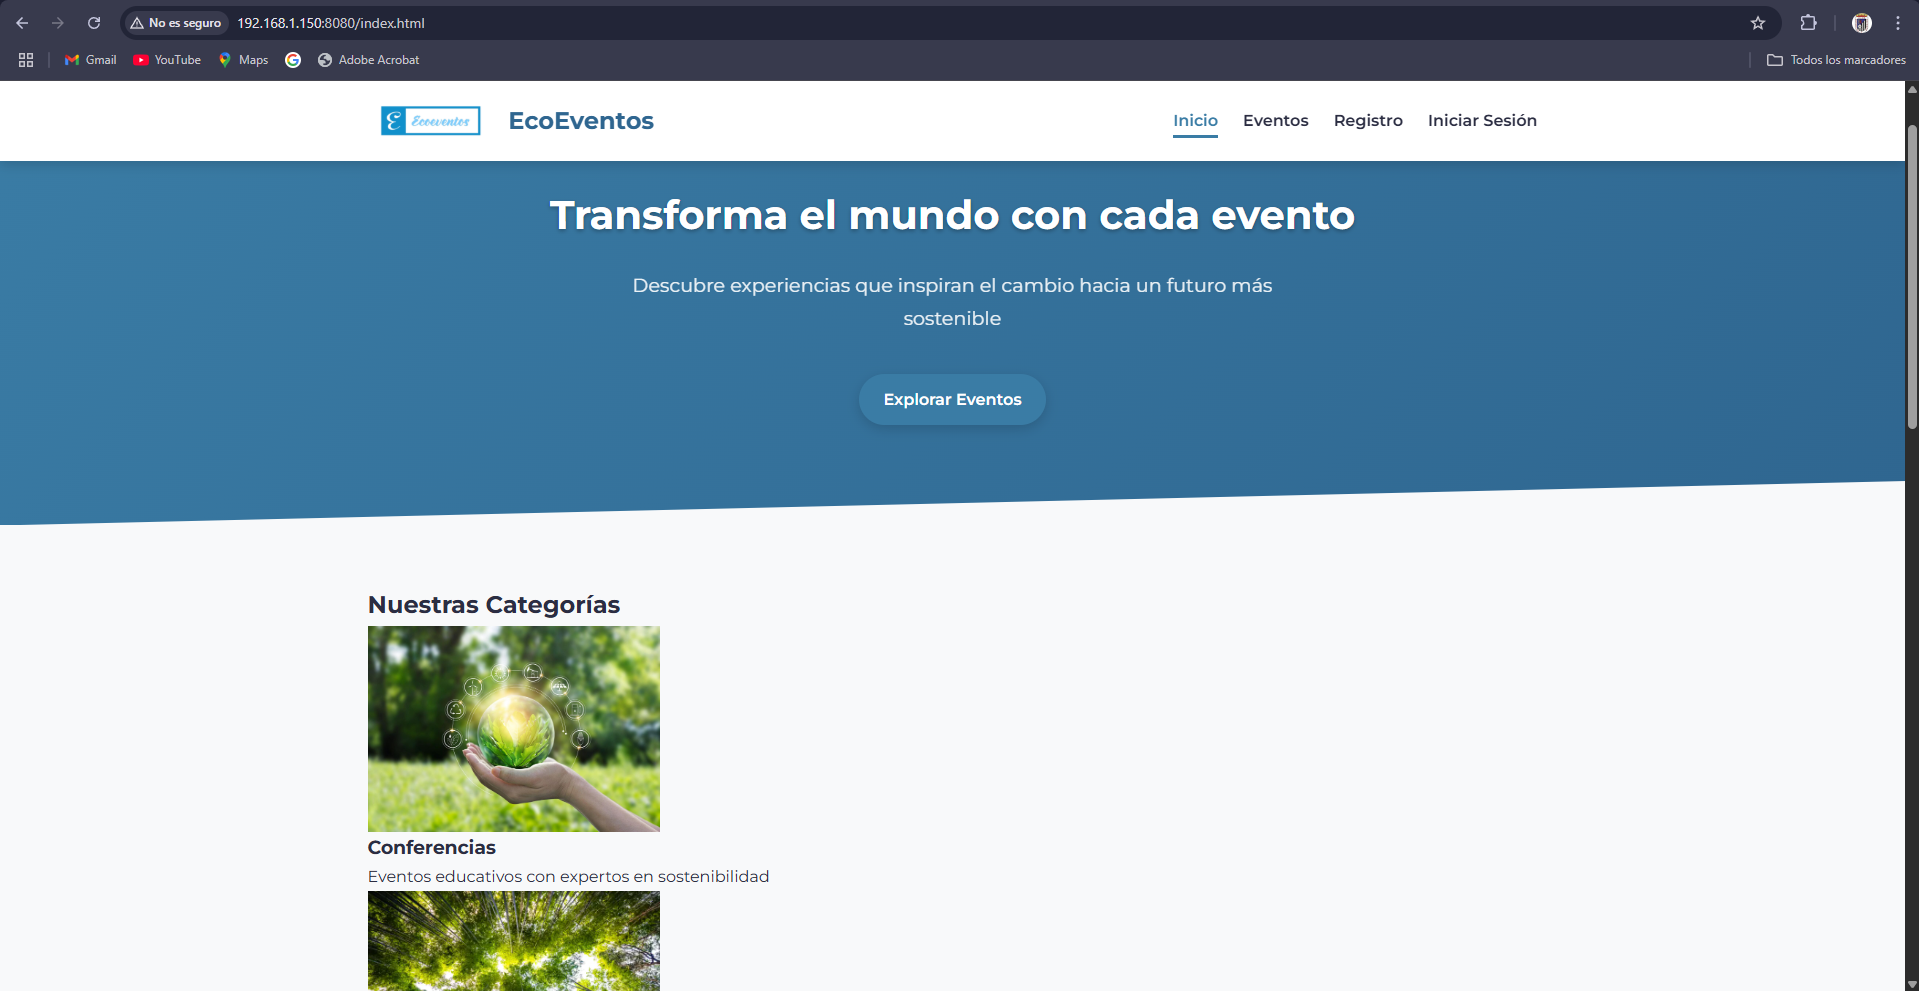 No es seguro
192.168.1.150:8080/index.html
Gmail
YouTube
Maps
Adobe Acrobat
Todos los marcadores
Ecoeventos
EcoEventos
Inicio
Eventos
Registro
Iniciar Sesión
Transforma el mundo con cada evento
Descubre experiencias que inspiran el cambio hacia un futuro más
sostenible
Explorar Eventos
Nuestras Categorías
Conferencias
Eventos educativos con expertos en sostenibilidad